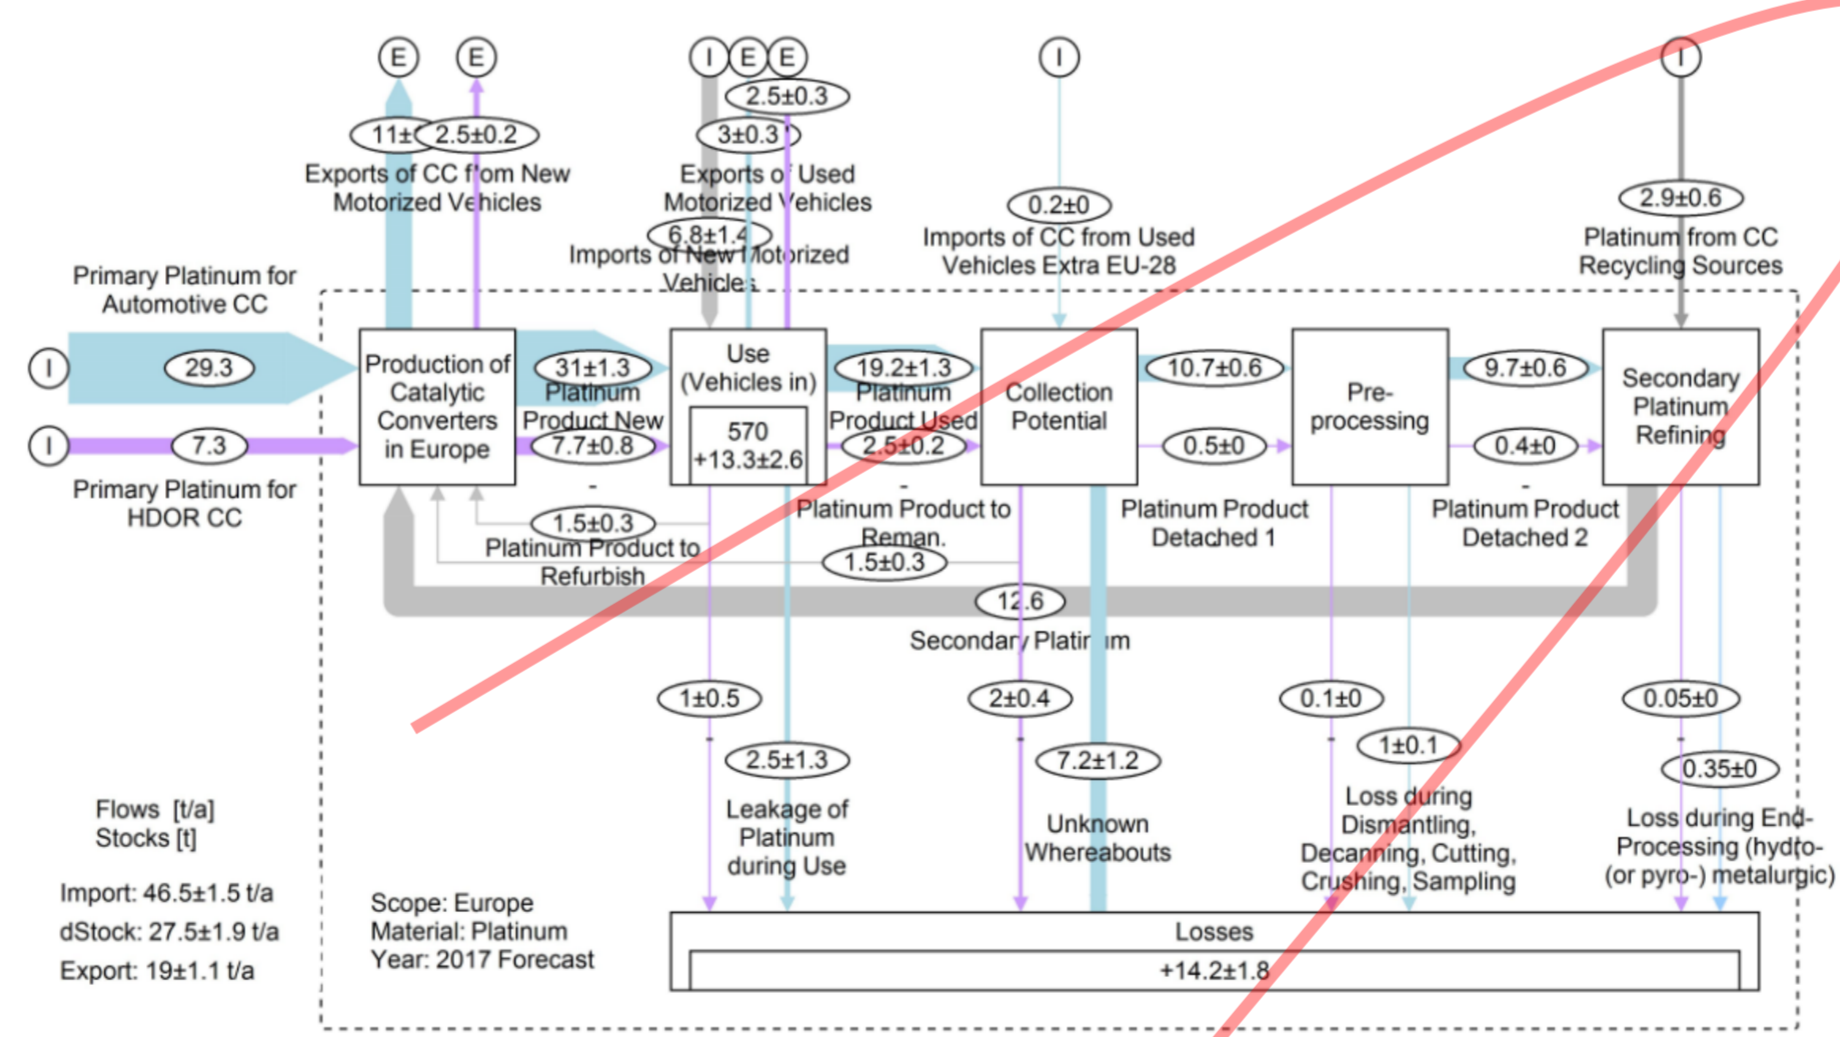 E
E
I
E
E
I
I
2.5±0.3
11±
2.5±0.2
3±0.3
Exports of CC from New
Motorized Vehicles
Exports of Used
Motorized Vehicles
6.8±1.4
Imports of New Motorized
Vehicles
0.2±0
Imports of CC from Used
Vehicles Extra EU-28
2.9±0.6
Platinum from CC
Recycling Sources
Primary Platinum for
Automotive CC
I
29.3
I
7.3
Primary Platinum for
HDOR CC
Production of
Catalytic
Converters
in Europe
31±1.3
Platinum
Product New
7.7±0.8
-
Use
(Vehicles in)
570
+13.3±2.6
19.2±1.3
Platinum
Product Used
2.5±0.2
-
Collection
Potential
10.7±0.6
0.5±0
Platinum Product
Detached 1
Pre-
processing
9.7±0.6
0.4±0
-
Platinum Product
Detached 2
Secondary
Platinum
Refining
1.5±0.3
Platinum Product to
Refurbish
Platinum Product to
Reman.
1.5±0.3
12.6
Secondary Platinum
1±0.5
-
2.5±1.3
Leakage of
Platinum
during Use
2±0.4
-
7.2±1.2
Unknown
Whereabouts
0.1±0
-
1±0.1
Loss during
Dismantling,
Decanning, Cutting,
Crushing, Sampling
0.05±0
-
0.35±0
Loss during End-
Processing (hydro-
(or pyro-) metalurgic)
Flows [t/a]
Stocks [t]
Import: 46.5±1.5 t/a
dStock: 27.5±1.9 t/a
Export: 19±1.1 t/a
Scope: Europe
Material: Platinum
Year: 2017 Forecast
Losses
+14.2±1.8